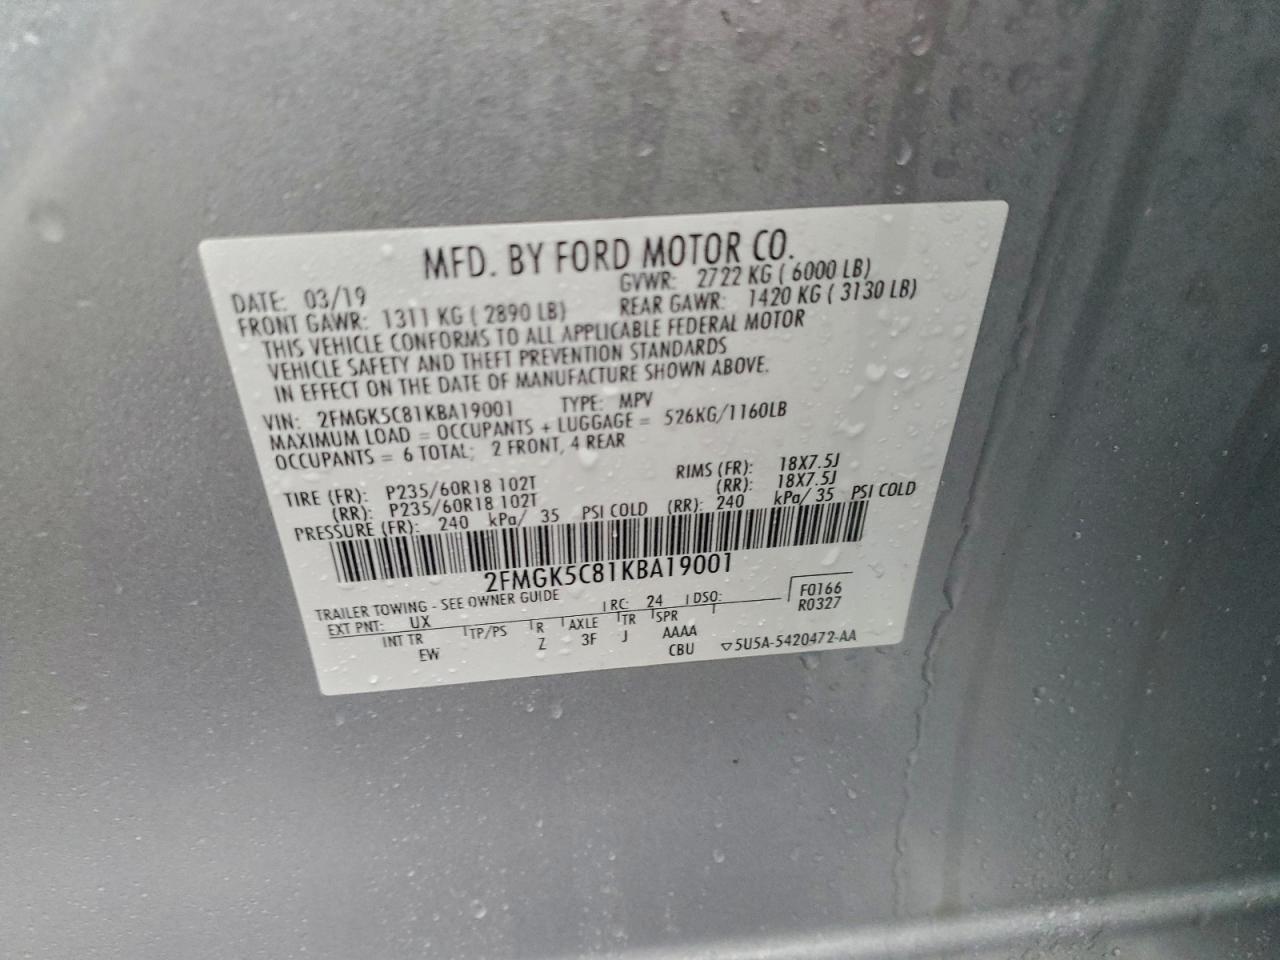 MFD. BY FORD MOTOR CO.
DATE: 03/19 GVWR: 2722 KG ( 6000 LB)
FRONT GAWR: 1311 KG ( 2890 LB) REAR GAWR: 1420 KG ( 3130 LB)
THIS VEHICLE CONFORMS TO ALL APPLICABLE FEDERAL MOTOR
VEHICLE SAFETY AND THEFT PREVENTION STANDARDS
IN EFFECT ON THE DATE OF MANUFACTURE SHOWN ABOVE.
VIN: 2FMGK5C81KBA19001 TYPE: MPV
MAXIMUM LOAD = OCCUPANTS + LUGGAGE = 526KG/1160LB
OCCUPANTS = 6 TOTAL; 2 FRONT, 4 REAR
TIRE (FR): P235/60R18 102T RIMS (FR): 18X7.5J
(RR): P235/60R18 102T (RR): 18X7.5J
PRESSURE (FR): 240 kPa/ 35 PSI COLD (RR): 240 kPa/ 35 PSI COLD
2FMGK5C81KBA19001
TRAILER TOWING - SEE OWNER GUIDE
EXT PNT: UX RC: 24 DSO: F0166
R0327
INT TR TP/PS R AXLE TR SPR
EW Z 3F J AAAA
CBU ▽5U5A-5420472-AA